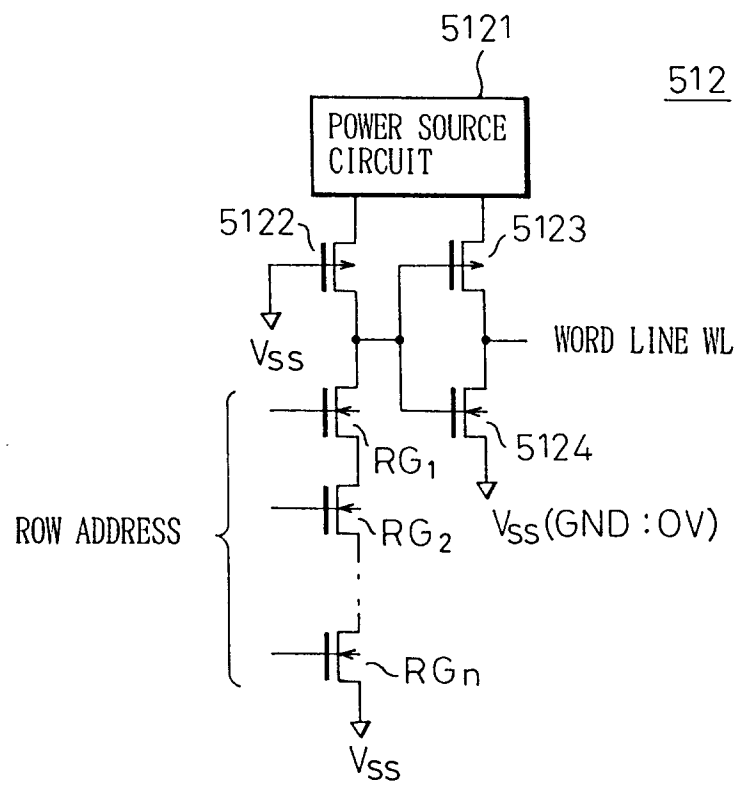 5121
512
POWER SOURCE
CIRCUIT
5122
5123
VSS
WORD LINE WL
RG1
5124
ROW ADDRESS
RG2
VSS(GND:0V)
RGn
VSS